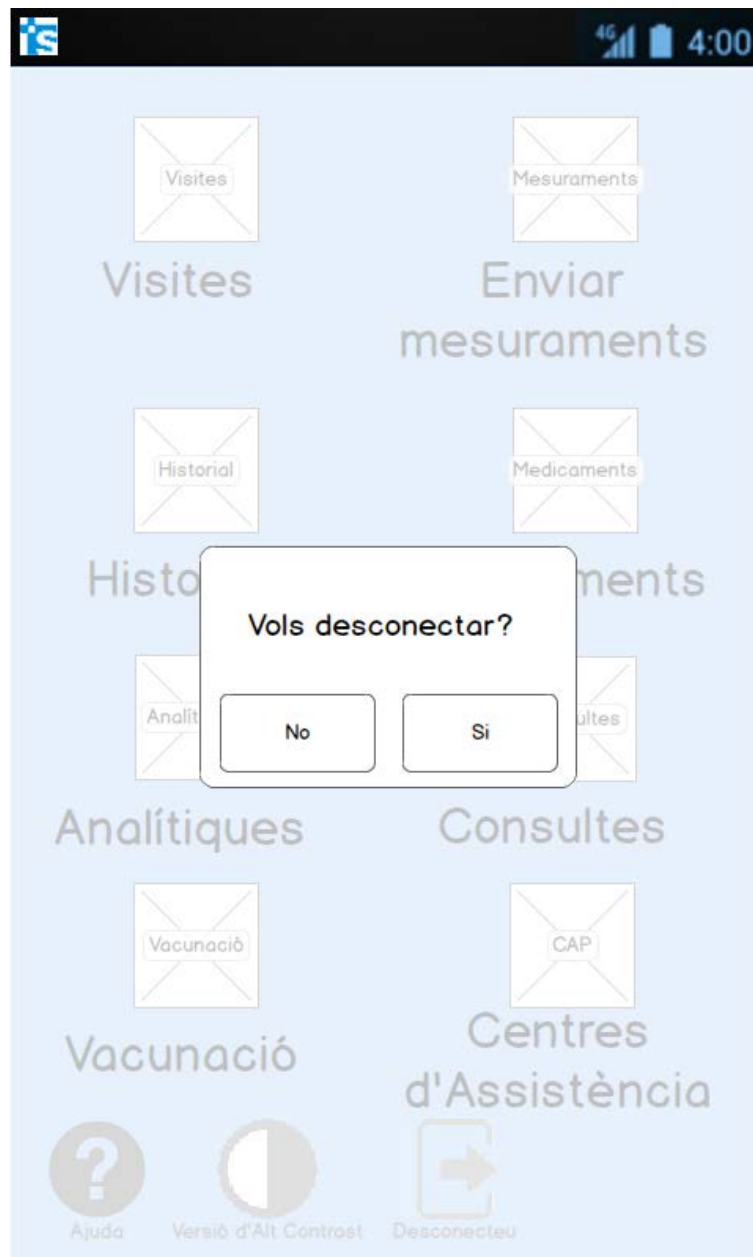 is
4G 4:00
Visites
Mesuraments
Visites
Enviar
mesuraments
Historial
Medicaments
Histo
ments
Vols desconectar?
Analít
ultes
No
Si
Analítiques
Consultes
Vacunació
CAP
Vacunació
Centres
d'Assistència
?
Ajuda
Versió d'Alt Contrast
Desconecteu